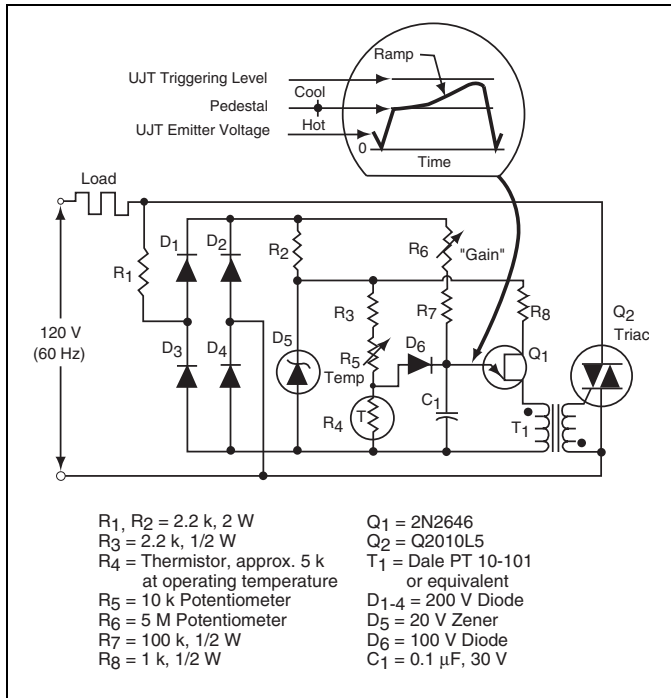 Ramp
UJT Triggering Level
Cool
Pedestal
Hot
UJT Emitter Voltage
0
Time
Load
D1
D2
R1
R2
R6
"Gain"
120 V
(60 Hz)
D3
D4
D5
R3
R7
R8
Q2
Triac
R5
Temp
D6
Q1
R4
T
C1
T1
R1, R2 = 2.2 k, 2 W
R3 = 2.2 k, 1/2 W
R4 = Thermistor, approx. 5 k
at operating temperature
R5 = 10 k Potentiometer
R6 = 5 M Potentiometer
R7 = 100 k, 1/2 W
R8 = 1 k, 1/2 W
Q1 = 2N2646
Q2 = Q2010L5
T1 = Dale PT 10-101
or equivalent
D1-4 = 200 V Diode
D5 = 20 V Zener
D6 = 100 V Diode
C1 = 0.1 μF, 30 V